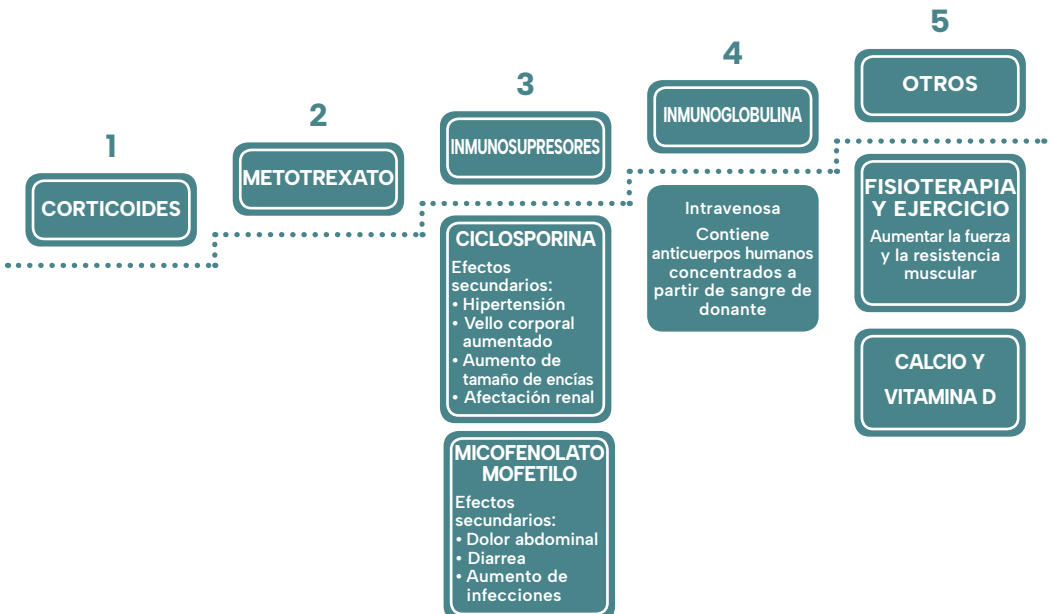 1
CORTICOIDES
2
METOTREXATO
3
INMUNOSUPRESORES
CICLOSPORINA
Efectos
secundarios:
• Hipertensión
• Vello corporal
aumentado
• Aumento de
tamaño de encías
• Afectación renal
MICOFENOLATO
MOFETILO
Efectos
secundarios:
• Dolor abdominal
• Diarrea
• Aumento de
infecciones
4
INMUNOGLOBULINA
Intravenosa
Contiene
anticuerpos humanos
concentrados a
partir de sangre de
donante
5
OTROS
FISIOTERAPIA
Y EJERCICIO
Aumentar la fuerza
y la resistencia
muscular
CALCIO Y
VITAMINA D